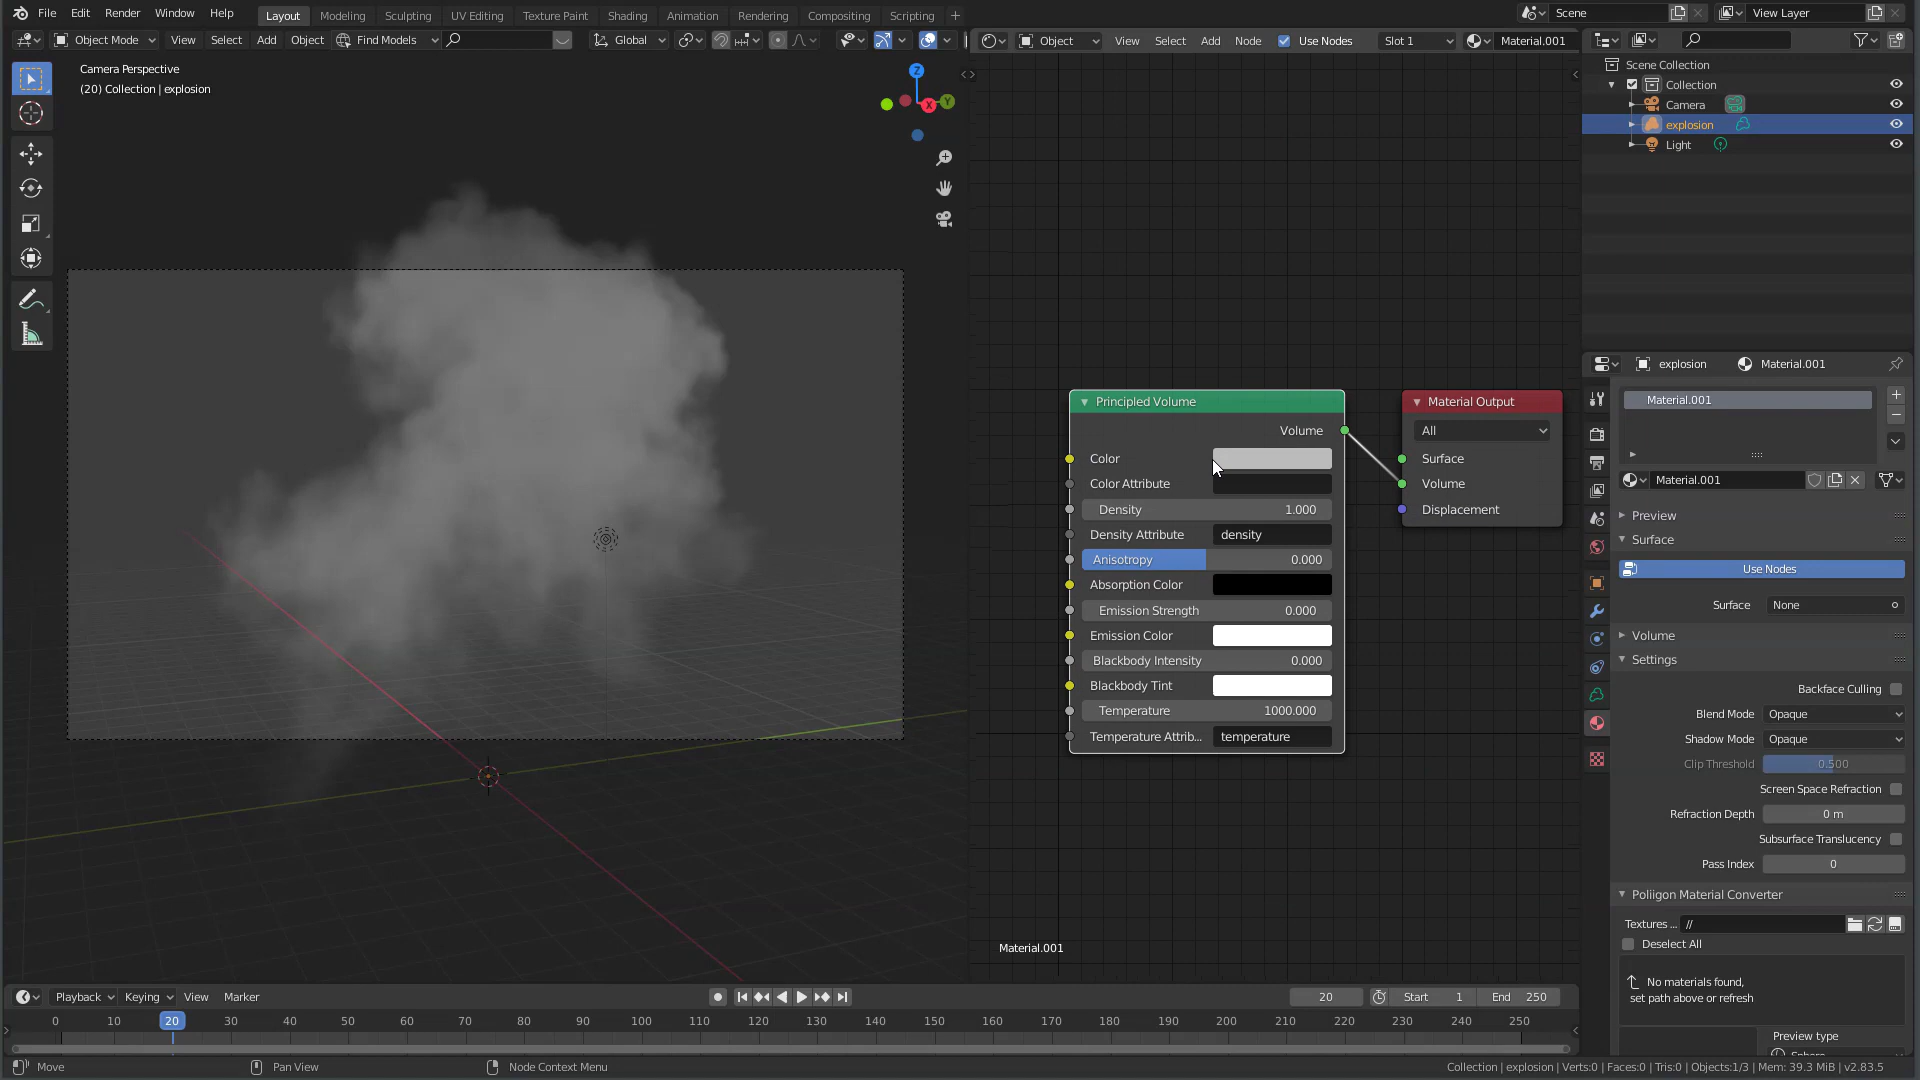 File Edit Render Window Help Layout Modeling Sculpting UV Editing Texture Paint Shading Animation Rendering Compositing Scripting + Scene View Layer
Object Mode View Select Add Object Find Models Global Object View Select Add Node Use Nodes Slot 1 Material.001
Camera Perspective
(20) Collection | explosion
Z
X
Y
Scene Collection
Collection
Camera
explosion
Light
Principled Volume
Volume
Color
Color Attribute
Density 1.000
Density Attribute density
Anisotropy 0.000
Absorption Color
Emission Strength 0.000
Emission Color
Blackbody Intensity 0.000
Blackbody Tint
Temperature 1000.000
Temperature Attrib... temperature
Material Output
All
Surface
Volume
Displacement
Material.001
explosion Material.001
Material.001
Material.001
Preview
Surface
Use Nodes
Surface None
Volume
Settings
Backface Culling
Blend Mode Opaque
Shadow Mode Opaque
Clip Threshold 0.500
Screen Space Refraction
Refraction Depth 0 m
Subsurface Translucency
Pass Index 0
Poliigon Material Converter
Textures ... //
Deselect All
No materials found,
set path above or refresh
Preview type
Playback Keying View Marker 20 Start 1 End 250
0 10 20 30 40 50 60 70 80 90 100 110 120 130 140 150 160 170 180 190 200 210 220 230 240 250
Move Pan View Node Context Menu Collection | explosion | Verts:0 | Faces:0 | Tris:0 | Objects:1/3 | Mem: 39.3 MiB | v2.83.5